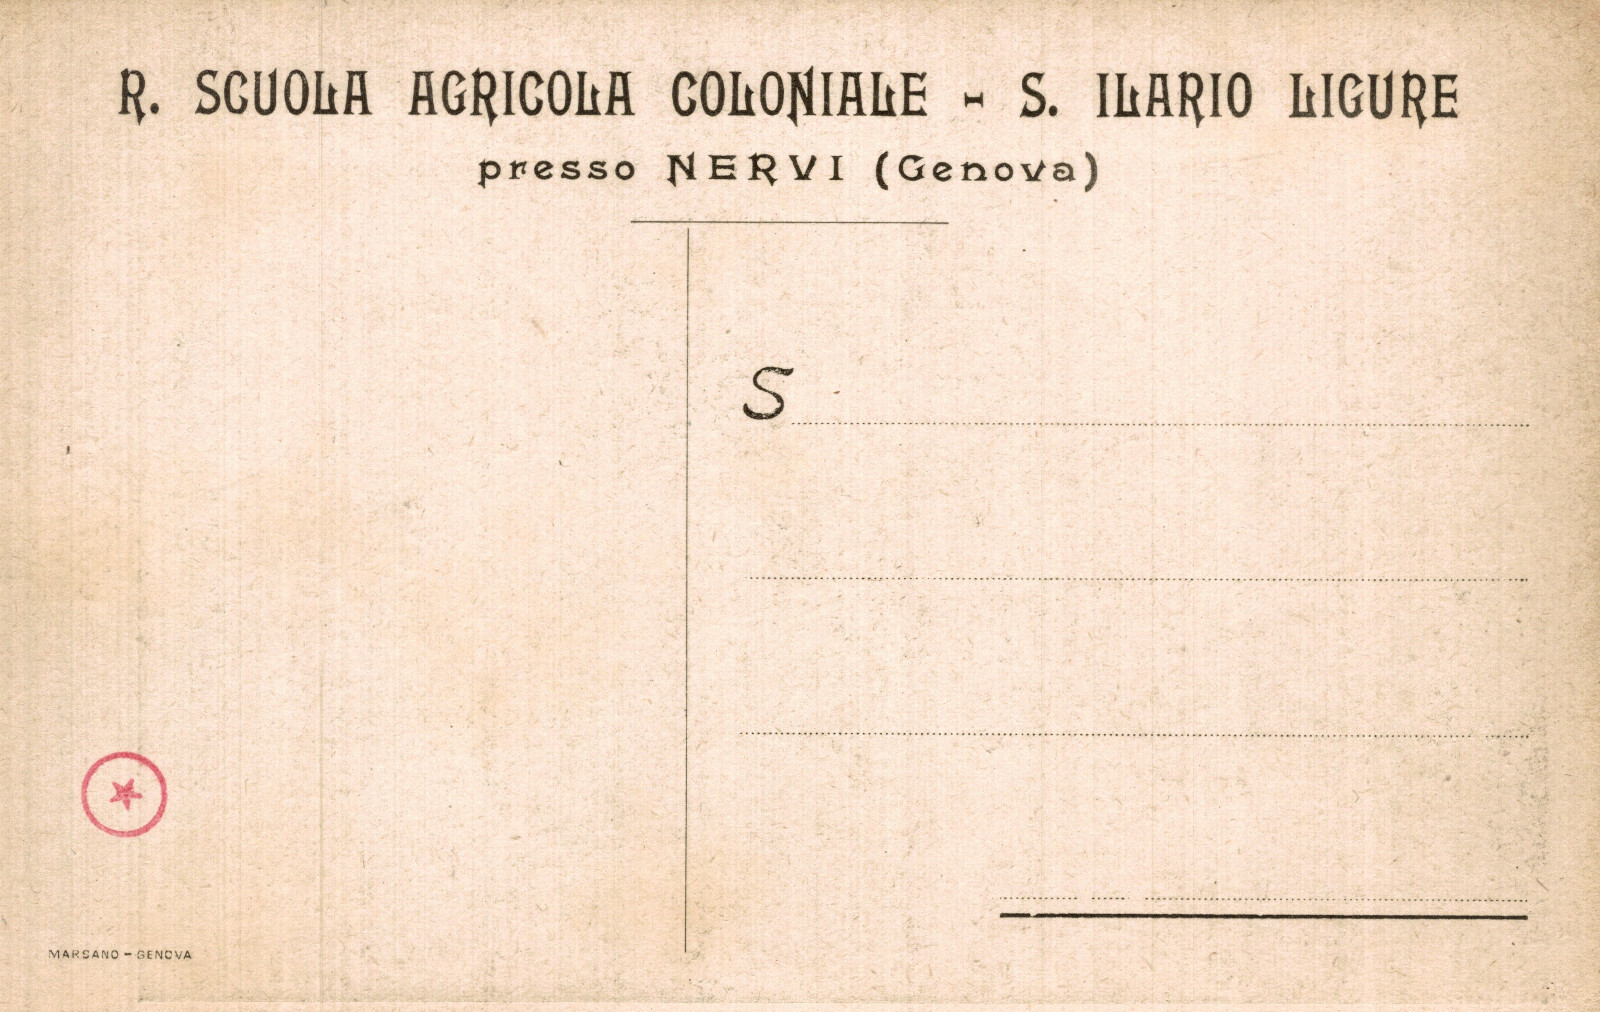 R. SCUOLA AGRICOLA COLONIALE - S. ILARIO LIGURE
presso NERVI (Genova)
S
MARSANO - GENOVA